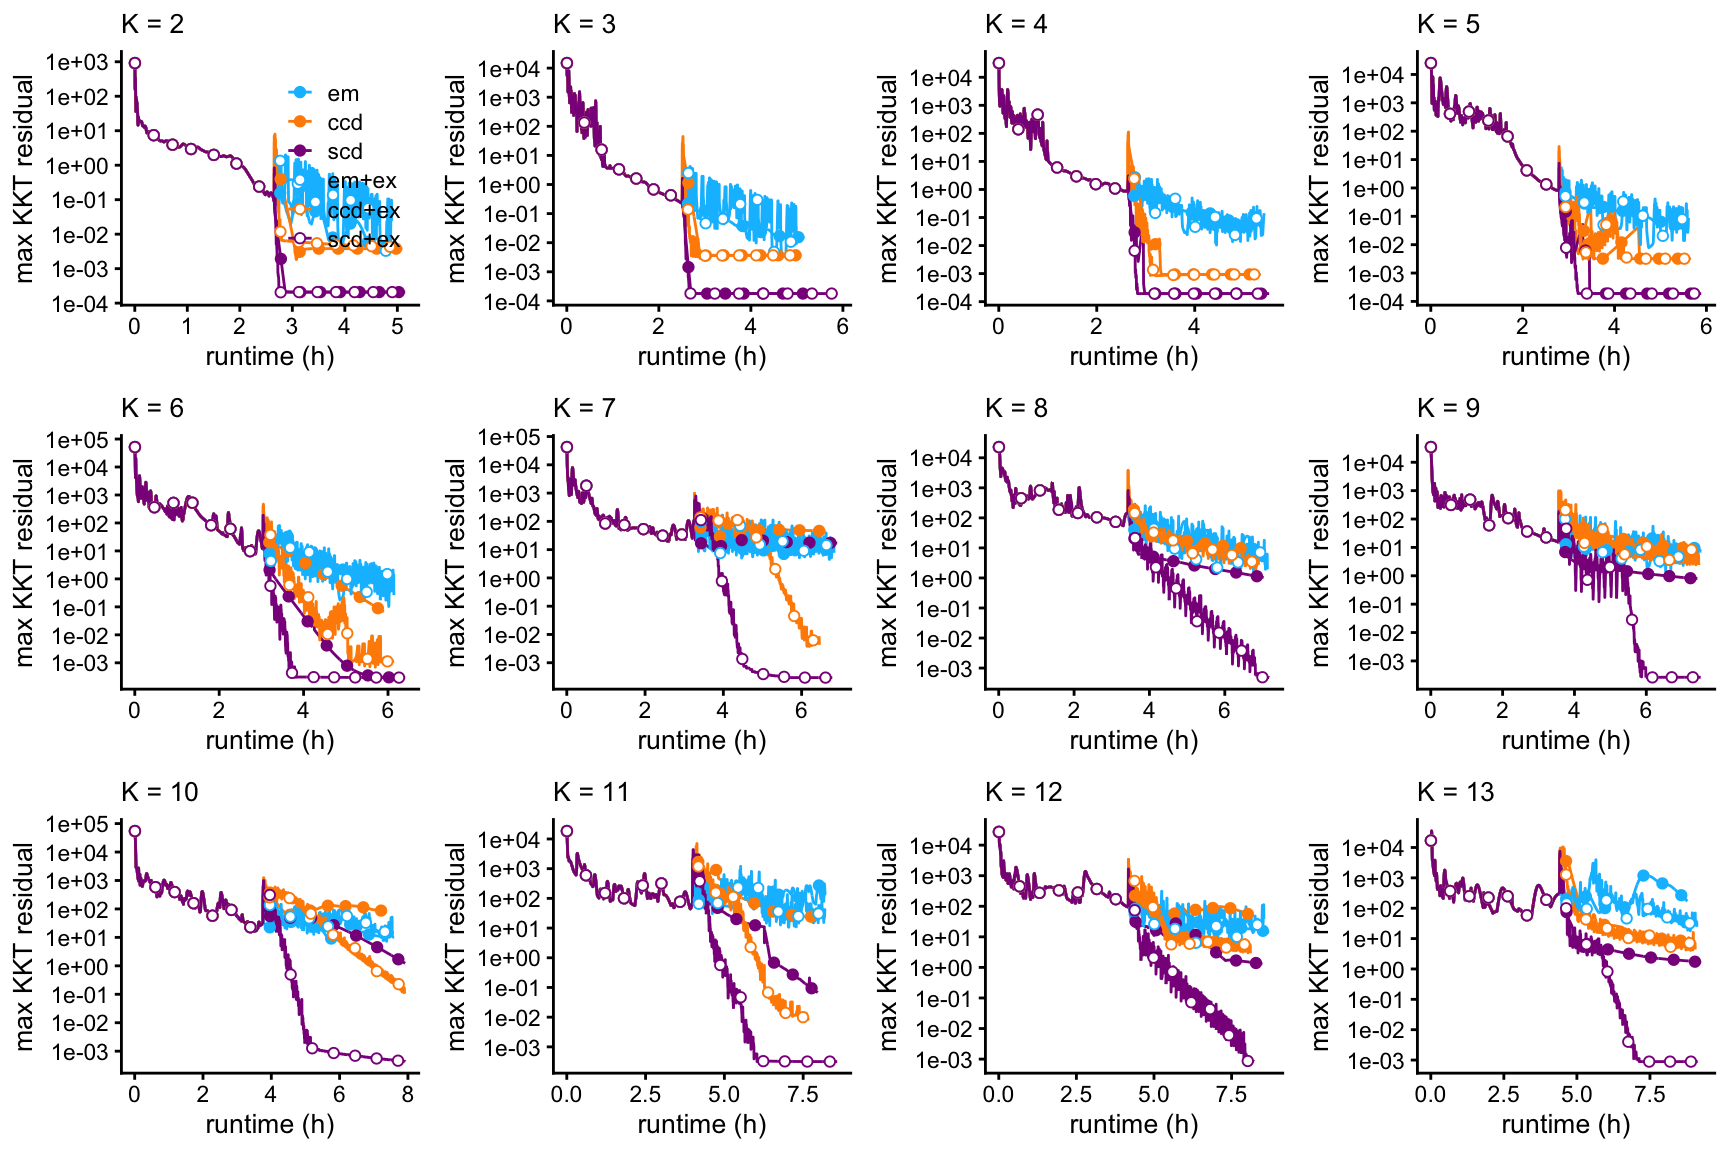 K = 2
max KKT residual
1e+03
1e+02
1e+01
1e+00
1e-01
1e-02
1e-03
1e-04
em
ccd
scd
em+ex
ccd+ex
scd+ex
0 1 2 3 4 5
runtime (h)
K = 3
max KKT residual
1e+04
1e+03
1e+02
1e+01
1e+00
1e-01
1e-02
1e-03
1e-04
0 2 4 6
runtime (h)
K = 4
max KKT residual
1e+04
1e+03
1e+02
1e+01
1e+00
1e-01
1e-02
1e-03
1e-04
0 2 4
runtime (h)
K = 5
max KKT residual
1e+04
1e+03
1e+02
1e+01
1e+00
1e-01
1e-02
1e-03
1e-04
0 2 4 6
runtime (h)
K = 6
max KKT residual
1e+05
1e+04
1e+03
1e+02
1e+01
1e+00
1e-01
1e-02
1e-03
0 2 4 6
runtime (h)
K = 7
max KKT residual
1e+05
1e+04
1e+03
1e+02
1e+01
1e+00
1e-01
1e-02
1e-03
0 2 4 6
runtime (h)
K = 8
max KKT residual
1e+04
1e+03
1e+02
1e+01
1e+00
1e-01
1e-02
1e-03
0 2 4 6
runtime (h)
K = 9
max KKT residual
1e+04
1e+03
1e+02
1e+01
1e+00
1e-01
1e-02
1e-03
0 2 4 6
runtime (h)
K = 10
max KKT residual
1e+05
1e+04
1e+03
1e+02
1e+01
1e+00
1e-01
1e-02
1e-03
0 2 4 6 8
runtime (h)
K = 11
max KKT residual
1e+04
1e+03
1e+02
1e+01
1e+00
1e-01
1e-02
1e-03
0.0 2.5 5.0 7.5
runtime (h)
K = 12
max KKT residual
1e+04
1e+03
1e+02
1e+01
1e+00
1e-01
1e-02
1e-03
0.0 2.5 5.0 7.5
runtime (h)
K = 13
max KKT residual
1e+04
1e+03
1e+02
1e+01
1e+00
1e-01
1e-02
1e-03
0.0 2.5 5.0 7.5
runtime (h)